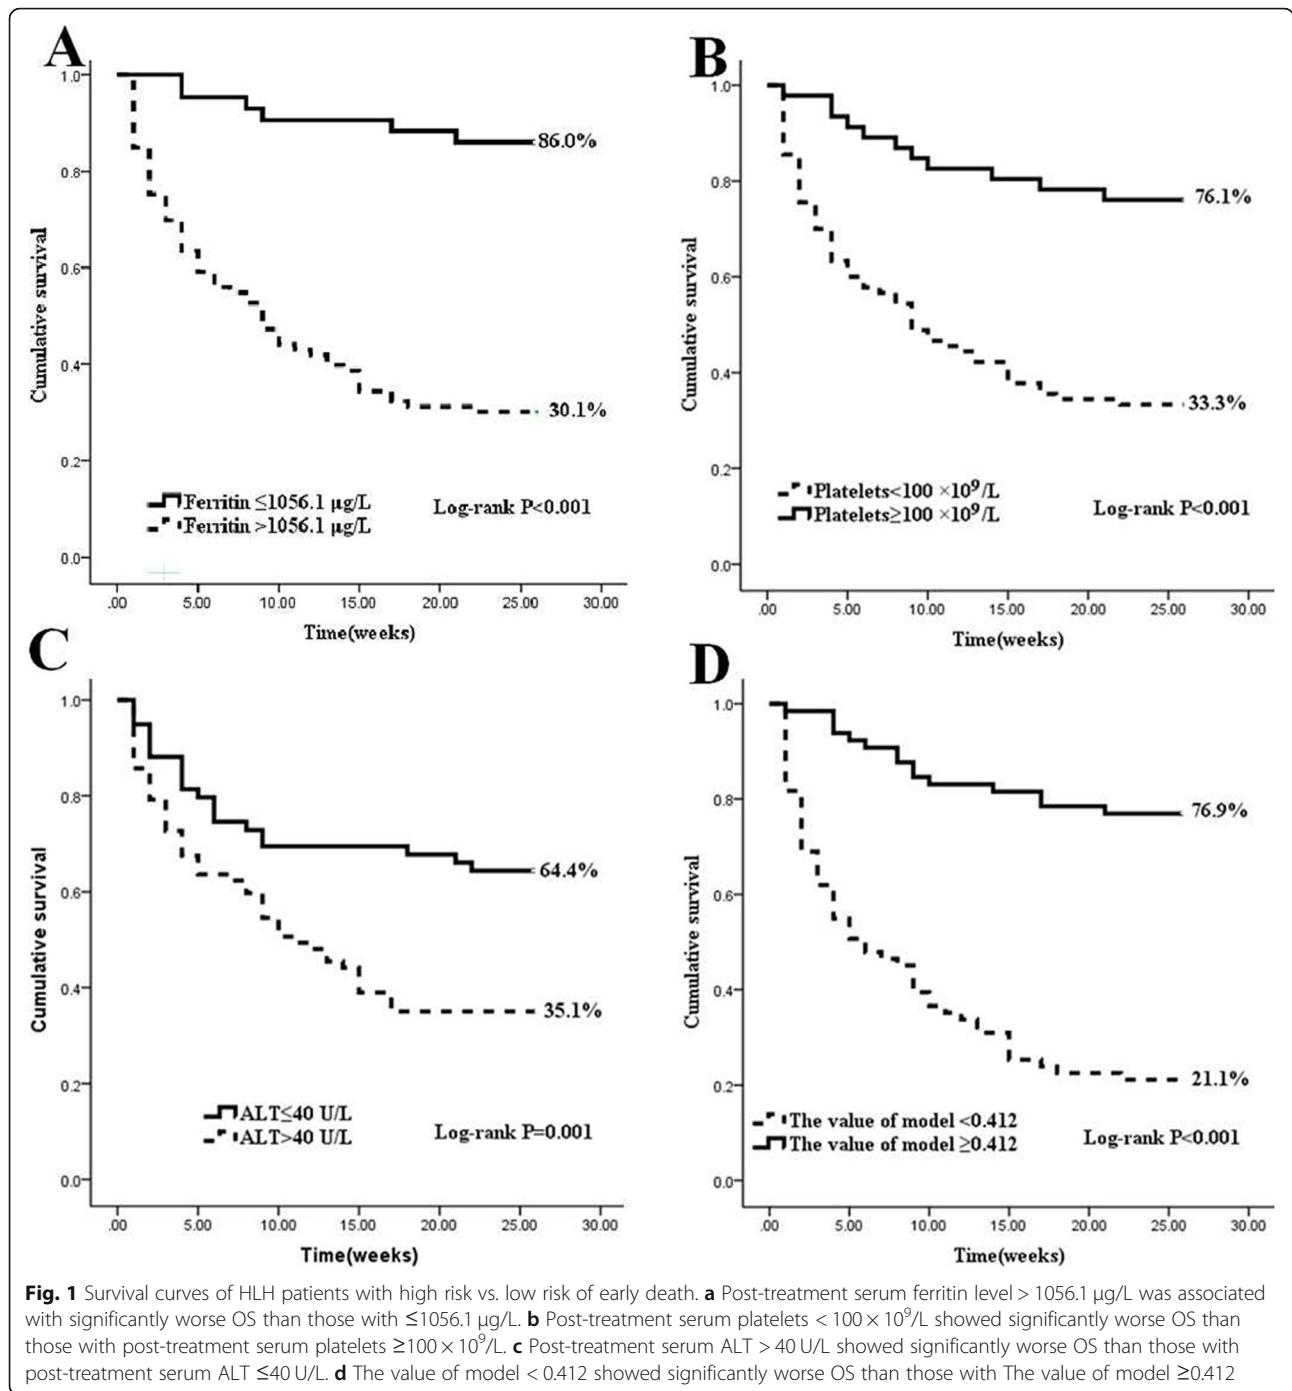 A
1.0
0.8
0.6
0.4
0.2
0.0
Cumulative survival
86.0%
30.1%
Ferritin ≤1056.1 µg/L
Ferritin >1056.1 µg/L
Log-rank P<0.001
.00 5.00 10.00 15.00 20.00 25.00 30.00
Time(weeks)
B
1.0
0.8
0.6
0.4
0.2
0.0
Cumulative survival
76.1%
33.3%
Platelets<100 ×10⁹/L
Platelets≥100 ×10⁹/L
Log-rank P<0.001
.00 5.00 10.00 15.00 20.00 25.00 30.00
Time(weeks)
C
1.0
0.8
0.6
0.4
0.2
0.0
Cumulative survival
64.4%
35.1%
ALT≤40 U/L
ALT>40 U/L
Log-rank P=0.001
.00 5.00 10.00 15.00 20.00 25.00 30.00
Time(weeks)
D
1.0
0.8
0.6
0.4
0.2
0.0
Cumulative survival
76.9%
21.1%
The value of model <0.412
The value of model ≥0.412
Log-rank P<0.001
.00 5.00 10.00 15.00 20.00 25.00 30.00
Time(weeks)
Fig. 1 Survival curves of HLH patients with high risk vs. low risk of early death. a Post-treatment serum ferritin level > 1056.1 μg/L was associated
with significantly worse OS than those with ≤1056.1 μg/L. b Post-treatment serum platelets < 100 × 10⁹/L showed significantly worse OS than
those with post-treatment serum platelets ≥100 × 10⁹/L. c Post-treatment serum ALT > 40 U/L showed significantly worse OS than those with
post-treatment serum ALT ≤40 U/L. d The value of model < 0.412 showed significantly worse OS than those with The value of model ≥0.412